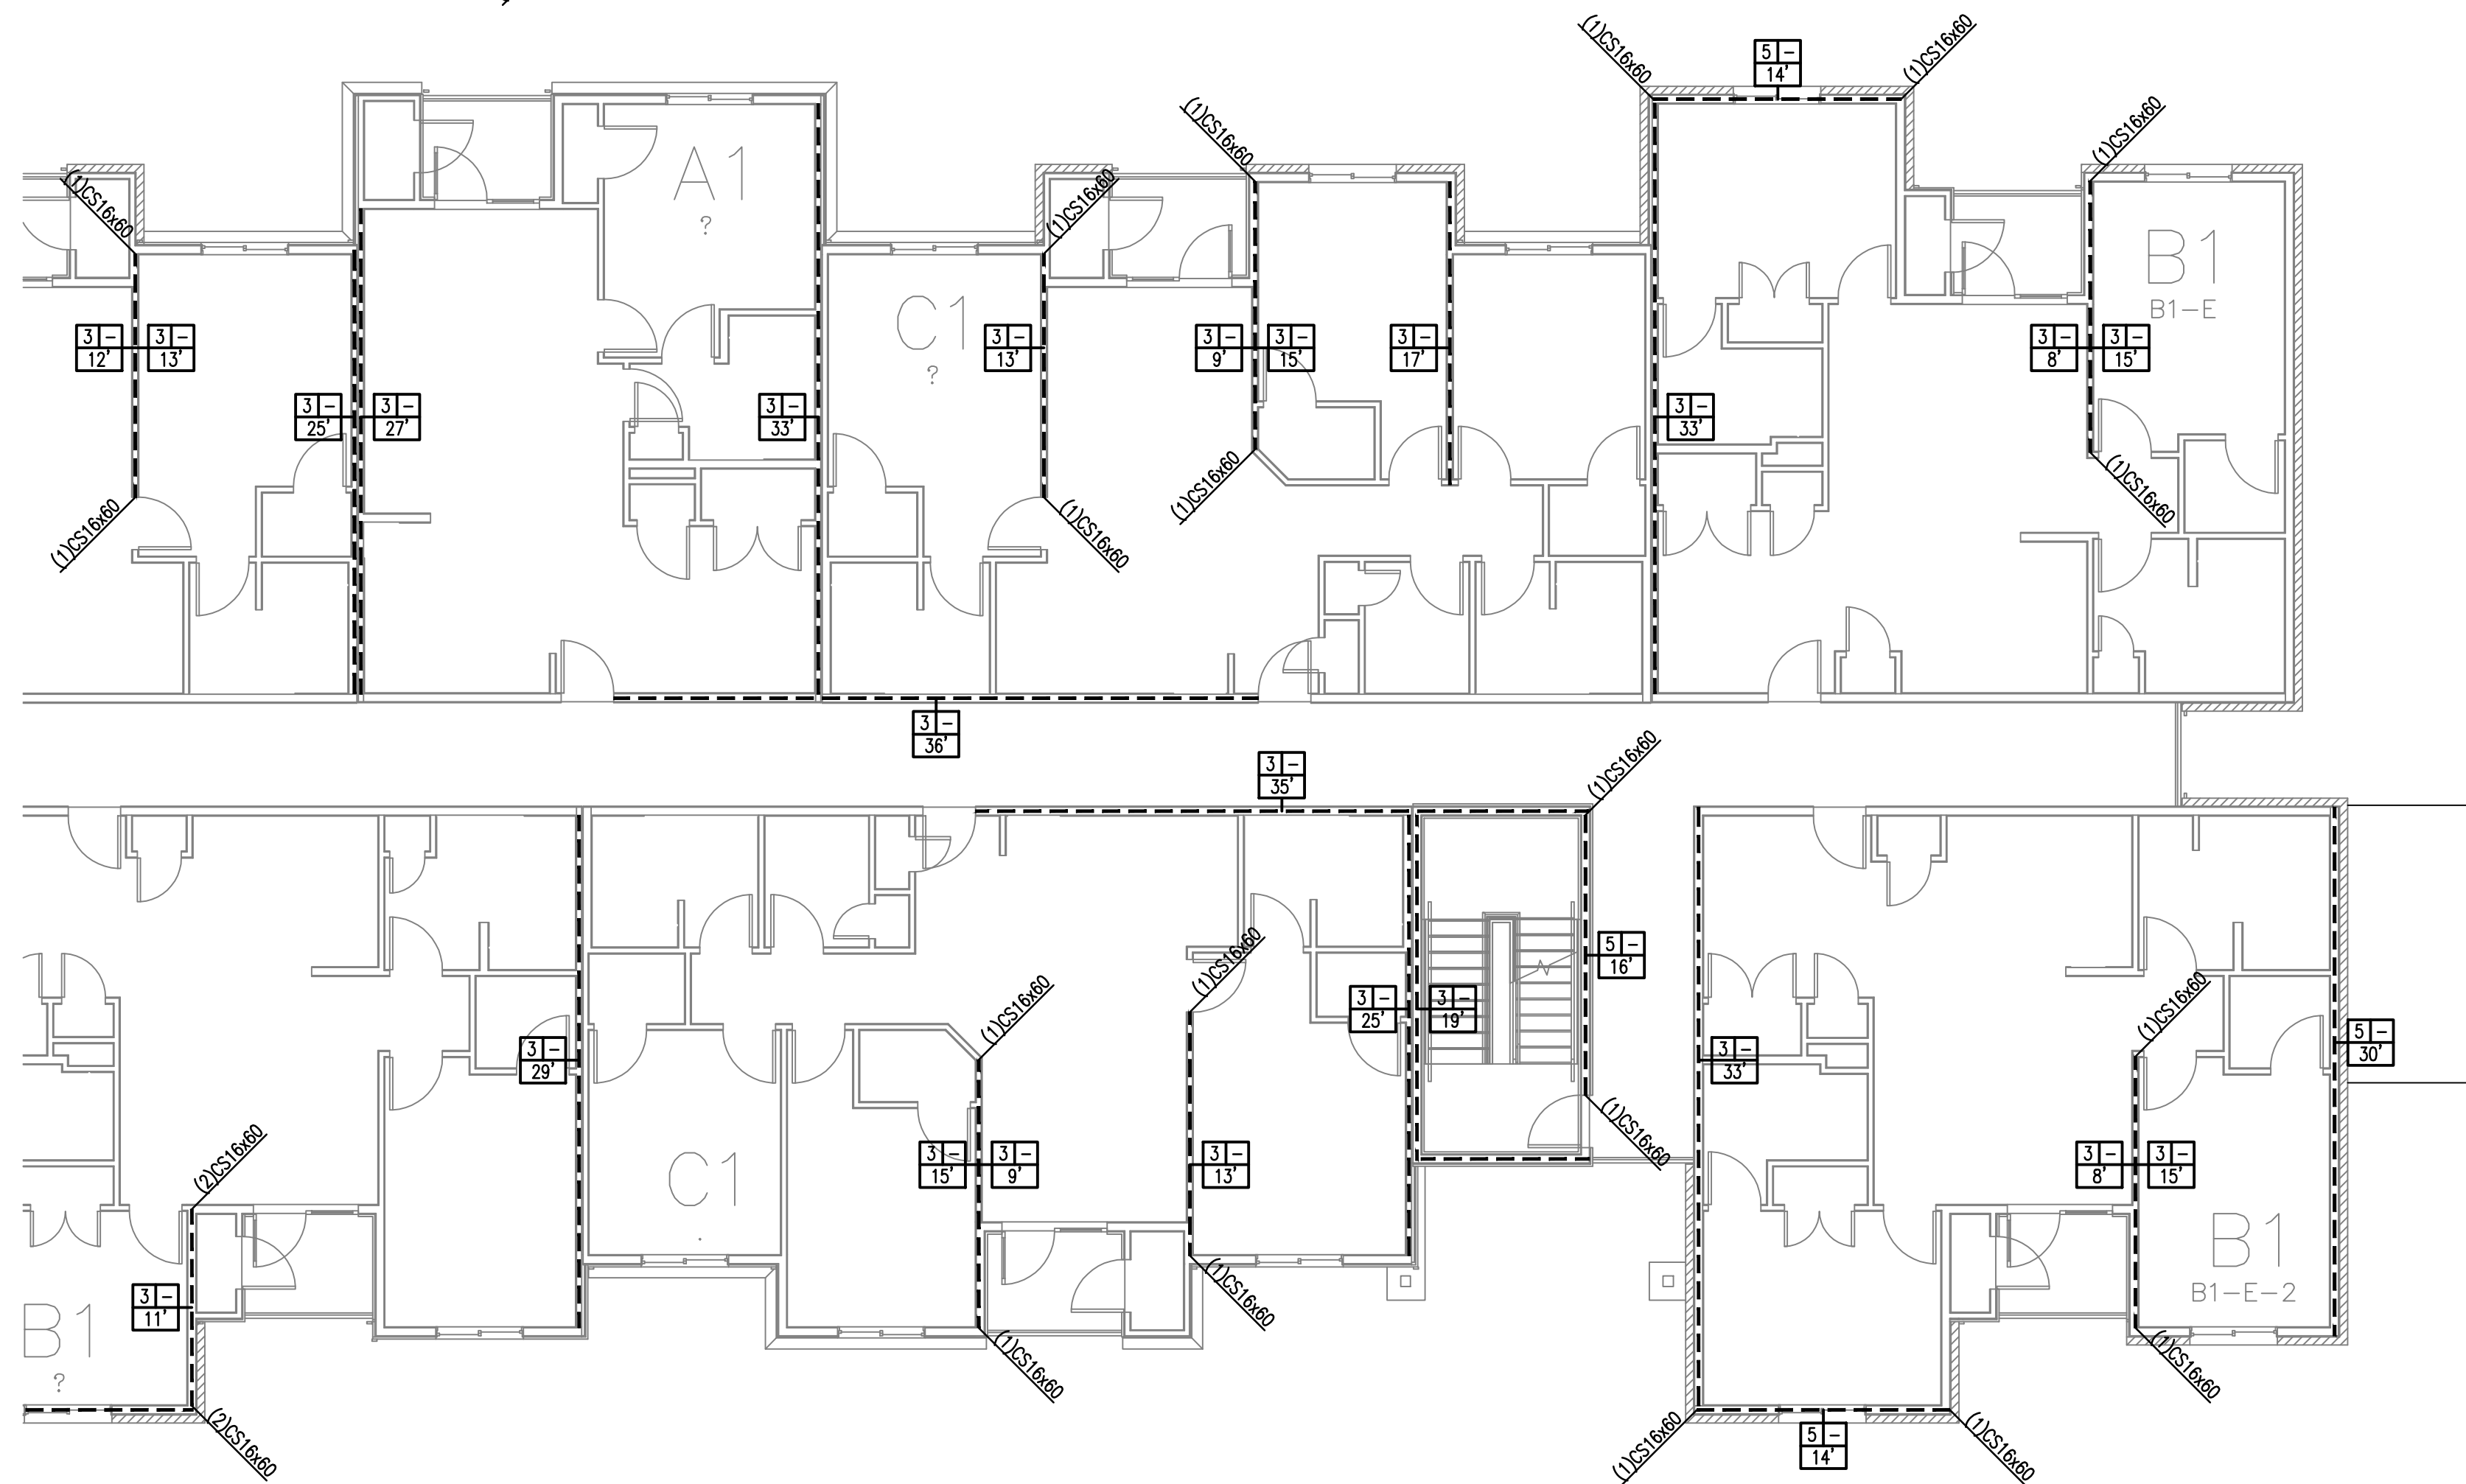 (1)CS16x60
(1)CS16x60
5 –
14'
(1)CS16x60
(1)CS16x60
(1)CS16x60
(1)CS16x60
A1
?
B1
B1-E
C1
?
3 –
12'
3 –
13'
3 –
13'
3 –
9'
3 –
15'
3 –
17'
3 –
8'
3 –
15'
3 –
25'
3 –
27'
3 –
33'
3 –
33'
(1)CS16x60
(1)CS16x60
(1)CS16x60
(1)CS16x60
3 –
36'
3 –
35'
(1)CS16x60
(1)CS16x60
5 –
16'
(1)CS16x60
(1)CS16x60
3 –
25'
3 –
19'
5 –
30'
3 –
29'
3 –
33'
(1)CS16x60
(2)CS16x60
3 –
15'
3 –
9'
3 –
13'
3 –
8'
3 –
15'
C1
B1
B1-E-2
3 –
11'
B1
?
(1)CS16x60
(1)CS16x60
(1)CS16x60
(2)CS16x60
(1)CS16x60
5 –
14'
(1)CS16x60